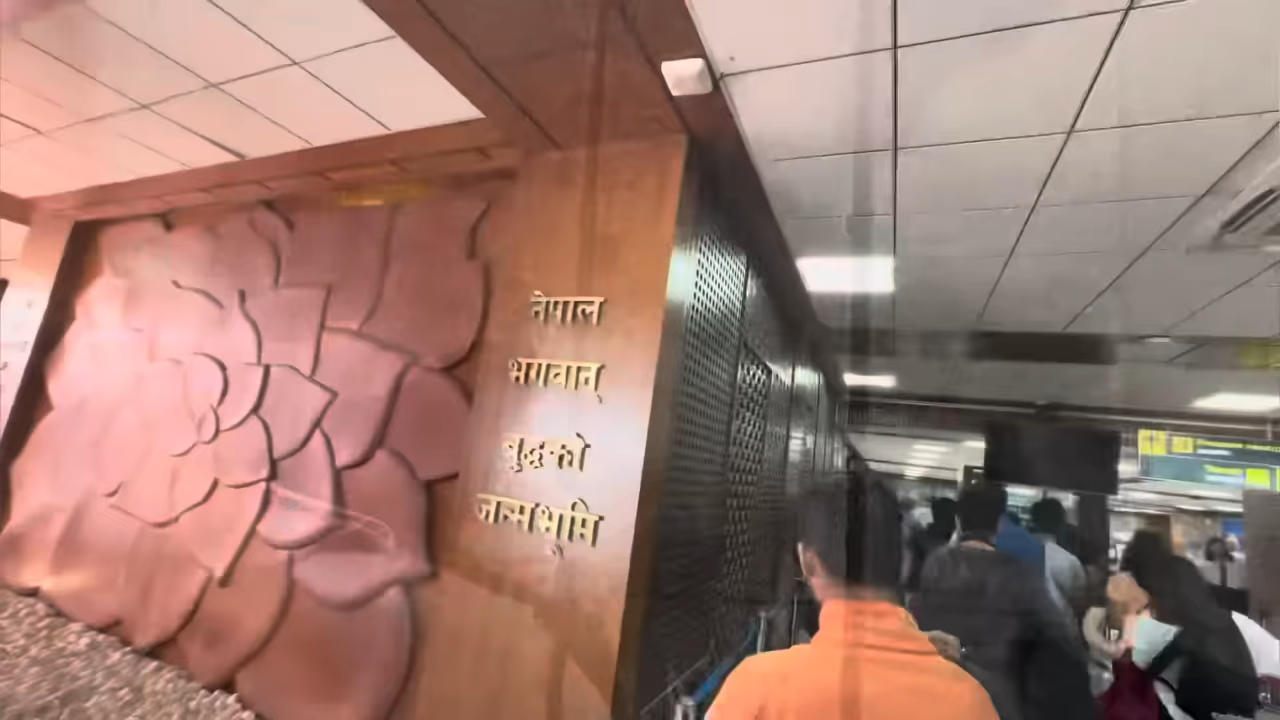 नेपाल
भगवान्
बुद्धको
जन्मभूमि